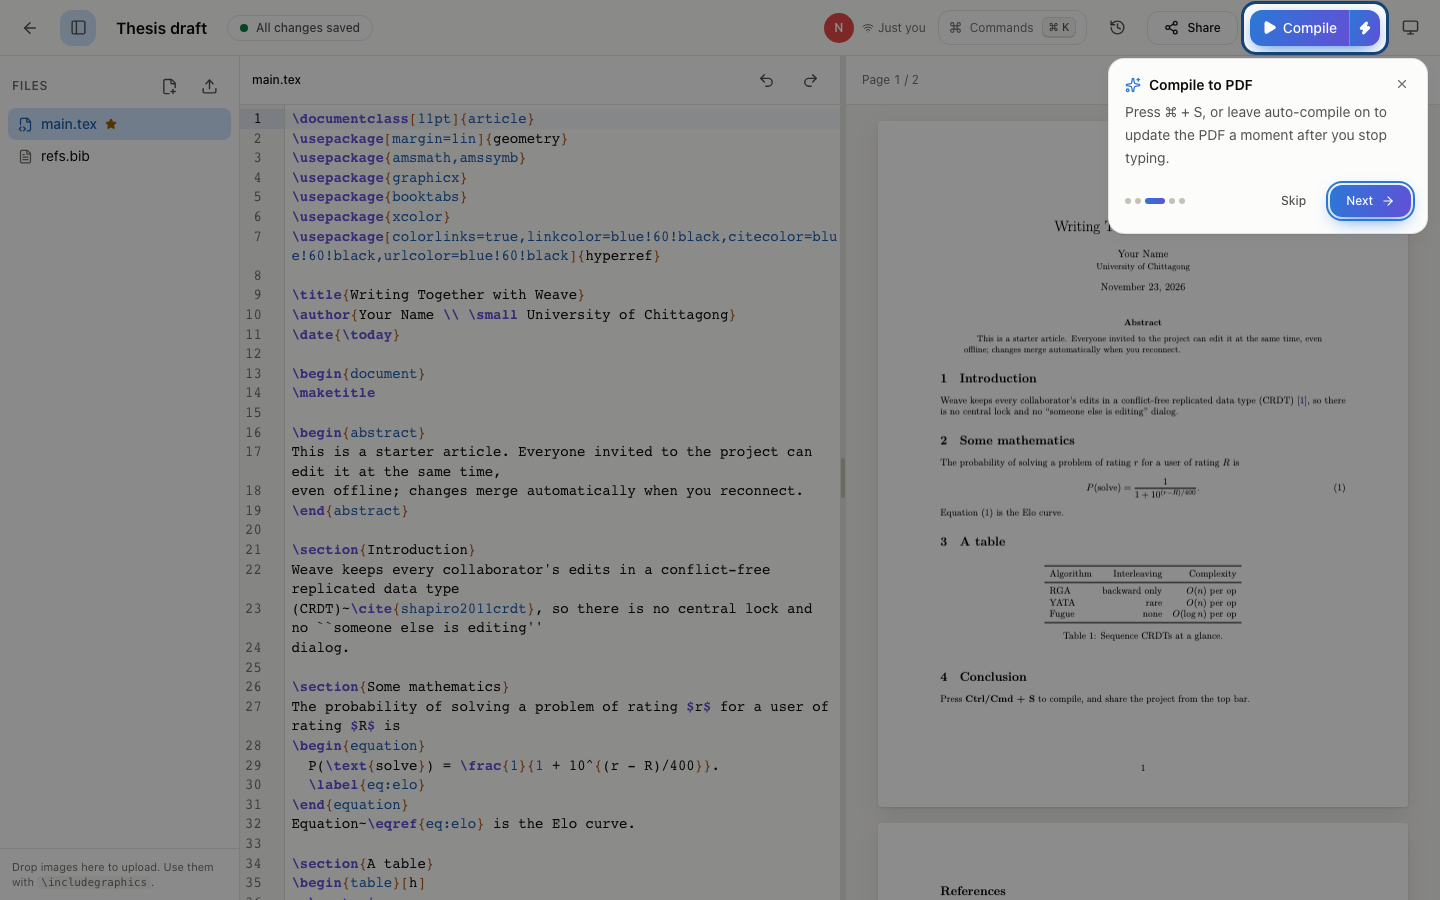 Thesis draft
All changes saved
N
Just you
⌘ Commands ⌘ K
Share
Compile
FILES
main.tex
refs.bib
Drop images here to upload. Use them
with \includegraphics.
main.tex
1 \documentclass[11pt]{article}
2 \usepackage[margin=1in]{geometry}
3 \usepackage{amsmath,amssymb}
4 \usepackage{graphicx}
5 \usepackage{booktabs}
6 \usepackage{xcolor}
7 \usepackage[colorlinks=true,linkcolor=blue!60!black,citecolor=blu
e!60!black,urlcolor=blue!60!black]{hyperref}
8
9 \title{Writing Together with Weave}
10 \author{Your Name \\ \small University of Chittagong}
11 \date{\today}
12
13 \begin{document}
14 \maketitle
15
16 \begin{abstract}
17 This is a starter article. Everyone invited to the project can
edit it at the same time,
18 even offline; changes merge automatically when you reconnect.
19 \end{abstract}
20
21 \section{Introduction}
22 Weave keeps every collaborator's edits in a conflict-free
replicated data type
23 (CRDT)~\cite{shapiro2011crdt}, so there is no central lock and
no ``someone else is editing''
24 dialog.
25
26 \section{Some mathematics}
27 The probability of solving a problem of rating $r$ for a user of
rating $R$ is
28 \begin{equation}
29 P(\text{solve}) = \frac{1}{1 + 10^{(r - R)/400}}.
30 \label{eq:elo}
31 \end{equation}
32 Equation~\eqref{eq:elo} is the Elo curve.
33
34 \section{A table}
35 \begin{table}[h]
Page 1 / 2
Compile to PDF
Press ⌘ + S, or leave auto-compile on to
update the PDF a moment after you stop
typing.
Skip
Next
Writing
Your Name
University of Chittagong
November 23, 2026
Abstract
This is a starter article. Everyone invited to the project can edit it at the same time, even
offline; changes merge automatically when you reconnect.
1 Introduction
Weave keeps every collaborator's edits in a conflict-free replicated data type (CRDT) [1], so there
is no central lock and no “someone else is editing” dialog.
2 Some mathematics
The probability of solving a problem of rating r for a user of rating R is
P(solve) = 1 / (1 + 10^{(r−R)/400}). (1)
Equation (1) is the Elo curve.
3 A table
Algorithm Interleaving Complexity
RGA backward only O(n) per op
YATA rare O(n) per op
Fugue none O(log n) per op
Table 1: Sequence CRDTs at a glance.
4 Conclusion
Press Ctrl/Cmd + S to compile, and share the project from the top bar.
1
References